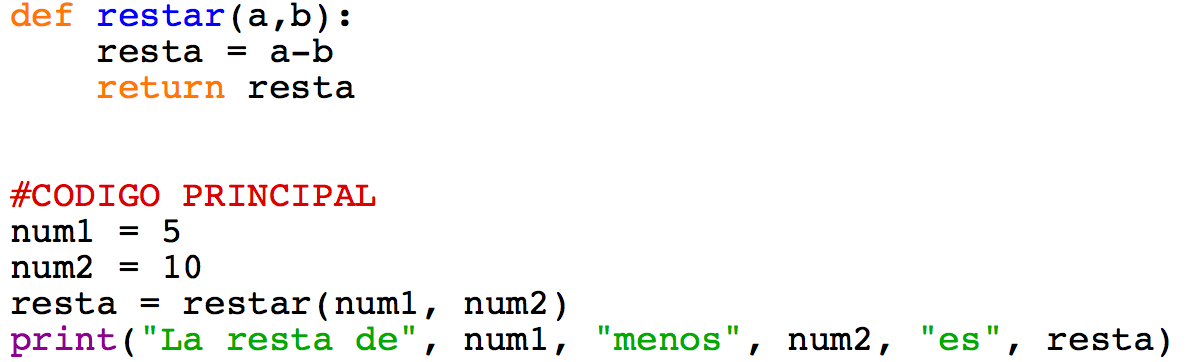 def restar(a,b):
    resta = a-b
    return resta
#CODIGO PRINCIPAL
num1 = 5
num2 = 10
resta = restar(num1, num2)
print("La resta de", num1, "menos", num2, "es", resta)